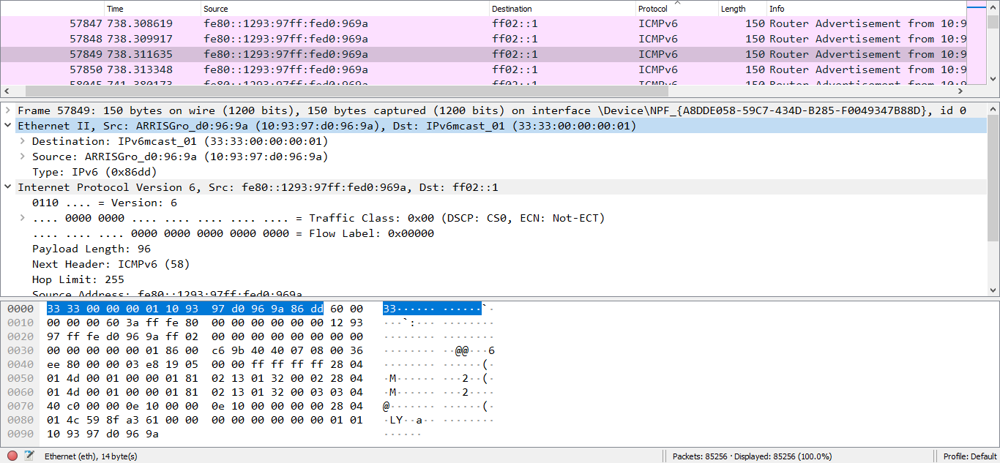 Time Source Destination Protocol Length Info
57847 738.308619 fe80::1293:97ff:fed0:969a ff02::1 ICMPv6 150 Router Advertisement from 10:9
57848 738.309917 fe80::1293:97ff:fed0:969a ff02::1 ICMPv6 150 Router Advertisement from 10:9
57849 738.311635 fe80::1293:97ff:fed0:969a ff02::1 ICMPv6 150 Router Advertisement from 10:9
57850 738.313348 fe80::1293:97ff:fed0:969a ff02::1 ICMPv6 150 Router Advertisement from 10:9
58045 741.380173 fe80::1293:97ff:fed0:969a ff02::1 ICMPv6 150 Router Advertisement from 10:9
Frame 57849: 150 bytes on wire (1200 bits), 150 bytes captured (1200 bits) on interface \Device\NPF_{A8DDE058-59C7-434D-B285-F0049347B88D}, id 0
Ethernet II, Src: ARRISGro_d0:96:9a (10:93:97:d0:96:9a), Dst: IPv6mcast_01 (33:33:00:00:00:01)
Destination: IPv6mcast_01 (33:33:00:00:00:01)
Source: ARRISGro_d0:96:9a (10:93:97:d0:96:9a)
Type: IPv6 (0x86dd)
Internet Protocol Version 6, Src: fe80::1293:97ff:fed0:969a, Dst: ff02::1
0110 .... = Version: 6
.... 0000 0000 .... .... .... .... .... = Traffic Class: 0x00 (DSCP: CS0, ECN: Not-ECT)
.... .... .... 0000 0000 0000 0000 0000 = Flow Label: 0x00000
Payload Length: 96
Next Header: ICMPv6 (58)
Hop Limit: 255
Source Address: fe80::1293:97ff:fed0:969a
0000 33 33 00 00 00 01 10 93 97 d0 96 9a 86 dd 60 00 33······ ······`·
0010 00 00 00 60 3a ff fe 80 00 00 00 00 00 00 12 93 ···`:··· ········
0020 97 ff fe d0 96 9a ff 02 00 00 00 00 00 00 00 00 ········ ········
0030 00 00 00 00 00 01 86 00 c6 9b 40 40 07 08 00 36 ········ ··@@···6
0040 ee 80 00 00 03 e8 19 05 00 00 ff ff ff ff 28 04 ········ ······(·
0050 01 4d 00 01 00 00 01 81 02 13 01 32 00 02 28 04 ·M······ ···2··(·
0060 01 4d 00 01 00 00 01 81 02 13 01 32 00 03 03 04 ·M······ ···2····
0070 40 c0 00 00 0e 10 00 00 0e 10 00 00 00 00 28 04 @······· ······(·
0080 01 4c 59 8f a3 61 00 00 00 00 00 00 00 00 01 01 ·LY··a·· ········
0090 10 93 97 d0 96 9a ······
Ethernet (eth), 14 byte(s) Packets: 85256 · Displayed: 85256 (100.0%) Profile: Default